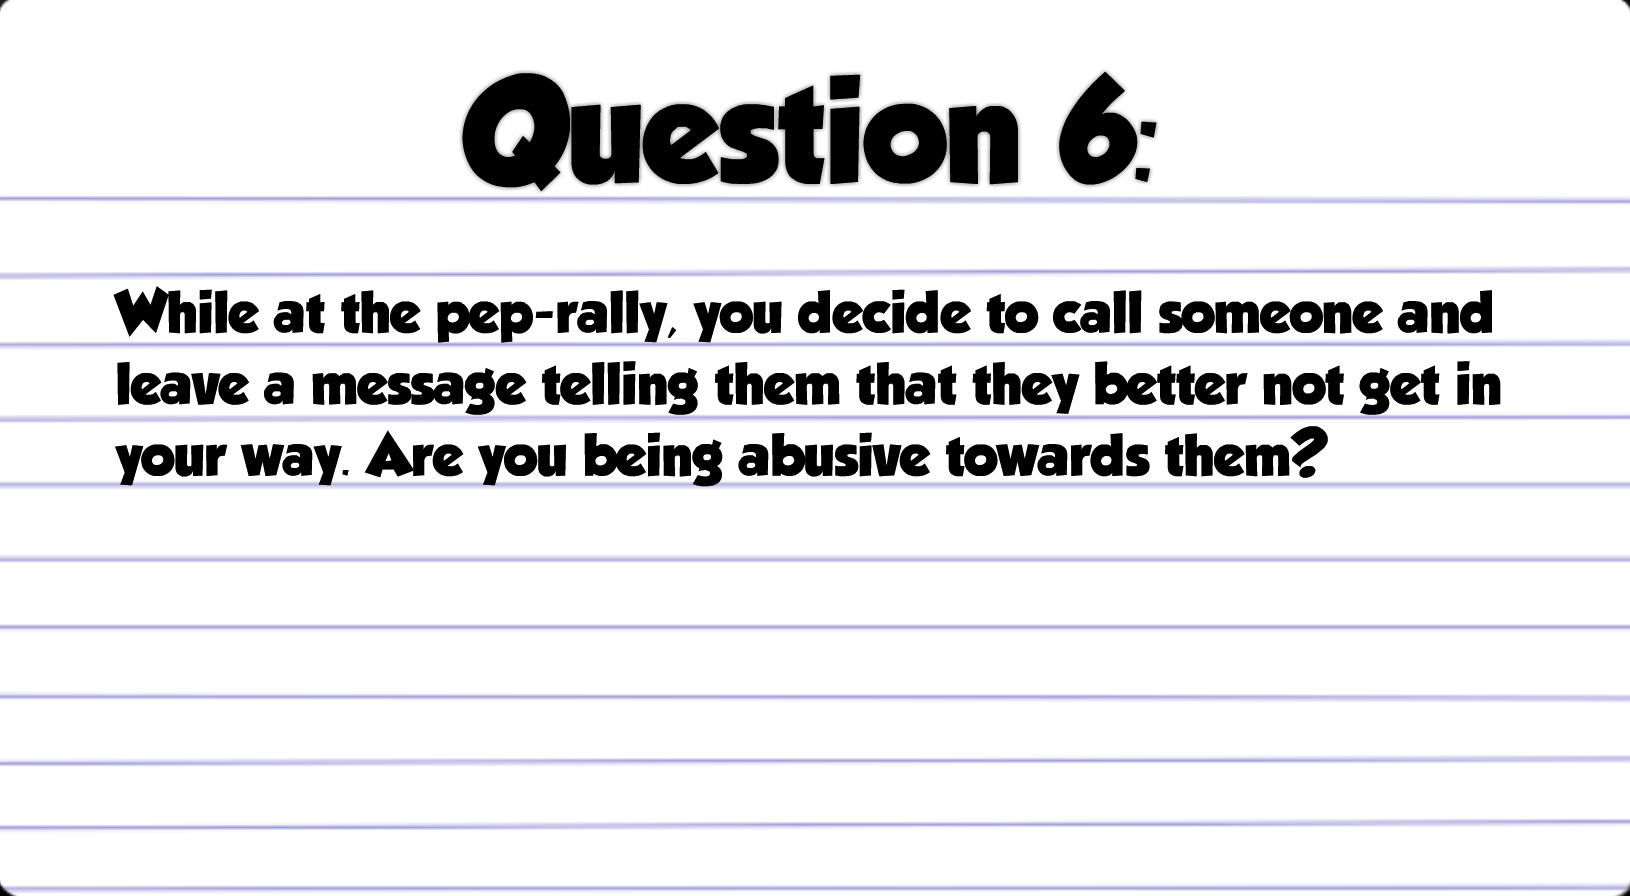 Question 6:
While at the pep-rally, you decide to call someone and
leave a message telling them that they better not get in
your way. Are you being abusive towards them?